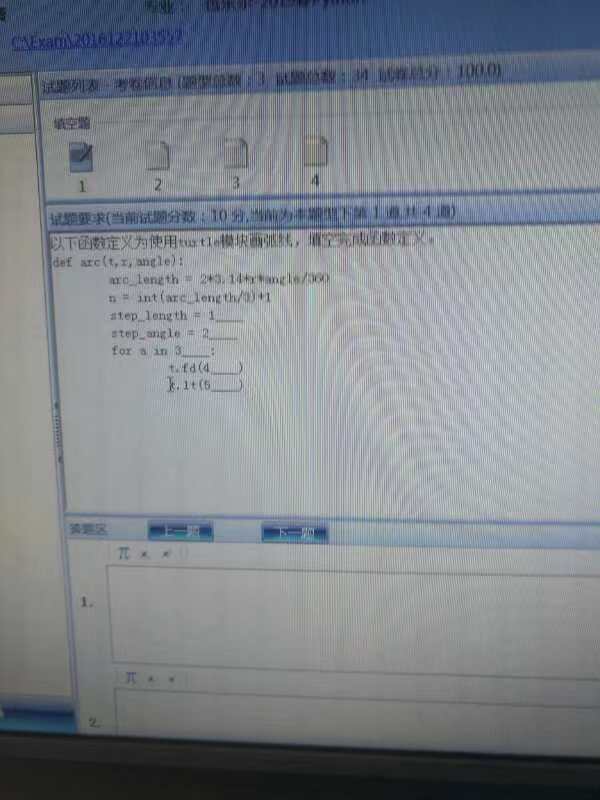 专业：
C:\Exam\2016122103557
试题列表 - 考卷信息 (题型总数：3 试题总数：34 试卷总分：100.0)
填空题
1 2 3 4
试题要求(当前试题分数：10 分,当前为本题型下第 1 道,共 4 道)
以下函数定义为使用turtle模块画弧线，填空完成函数定义。
def arc(t,r,angle):
arc_length = 2*3.14*r*angle/360
n = int(arc_length/3)+1
step_length = 1____
step_angle = 2____
for a in 3____:
t.fd(4____)
t.lt(5____)
答题区 上一题 下一题
1.
2.